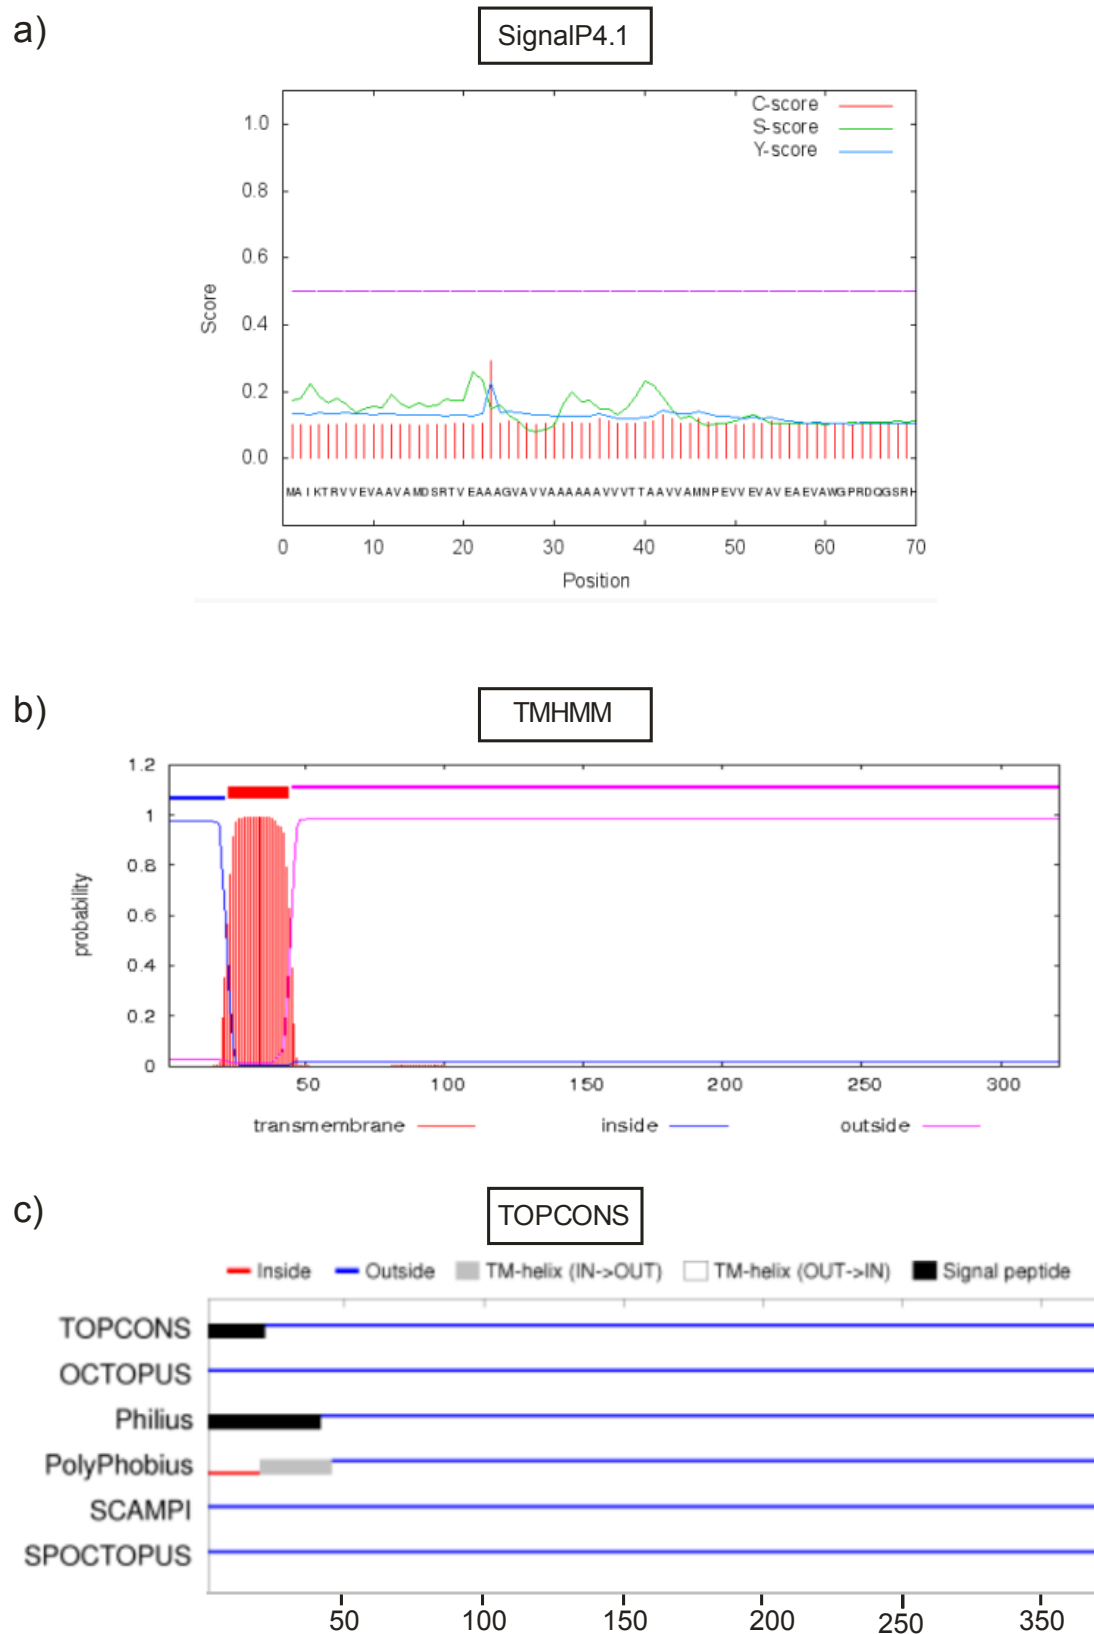 a)
SignalP4.1
C-score
S-score
Y-score
1.0
0.8
0.6
0.4
0.2
0.0
Score
MAIKTRVVEVAAVAMDSRTVEAAAGVAVVAAAAAAVVVTTAAVVAMNPEVVEVAVEAEVAWGPRDQGSRH
0 10 20 30 40 50 60 70
Position
b)
TMHMM
1.2
1
0.8
0.6
0.4
0.2
0
probability
50 100 150 200 250 300
transmembrane inside outside
c)
TOPCONS
Inside Outside TM-helix (IN->OUT) TM-helix (OUT->IN) Signal peptide
TOPCONS
OCTOPUS
Philius
PolyPhobius
SCAMPI
SPOCTOPUS
50 100 150 200 250 350